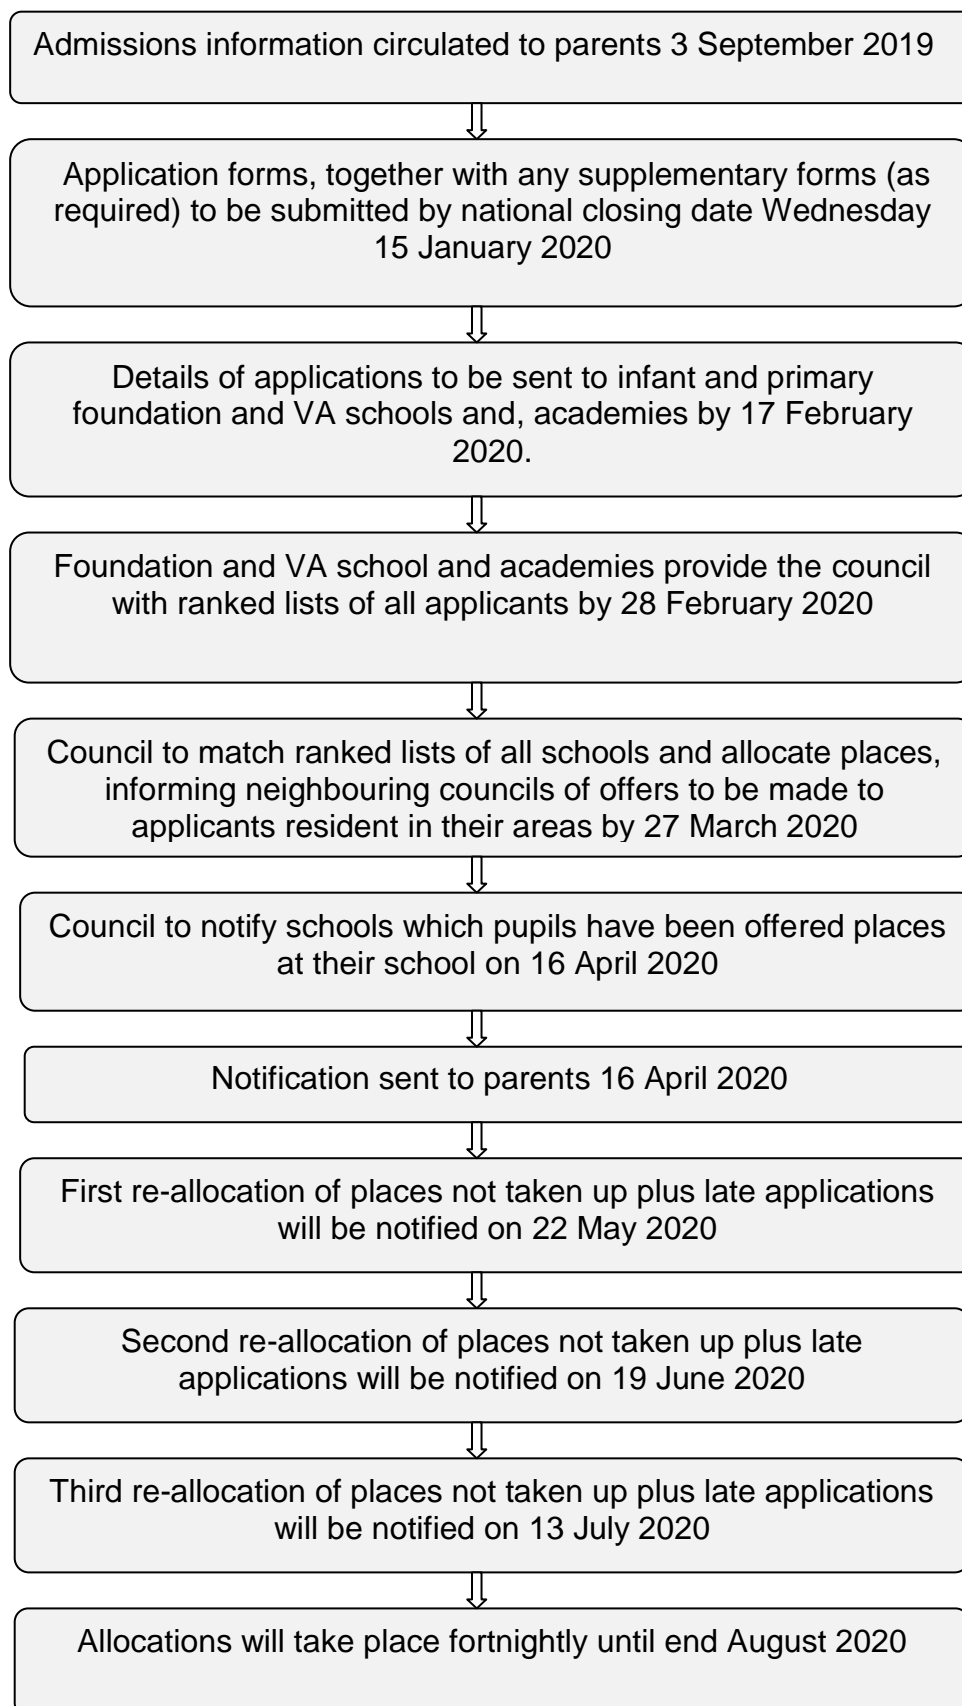 Admissions information circulated to parents 3 September 2019
Application forms, together with any supplementary forms (as
required) to be submitted by national closing date Wednesday
15 January 2020
Details of applications to be sent to infant and primary
foundation and VA schools and, academies by 17 February
2020.
Foundation and VA school and academies provide the council
with ranked lists of all applicants by 28 February 2020
Council to match ranked lists of all schools and allocate places,
informing neighbouring councils of offers to be made to
applicants resident in their areas by 27 March 2020
Council to notify schools which pupils have been offered places
at their school on 16 April 2020
Notification sent to parents 16 April 2020
First re-allocation of places not taken up plus late applications
will be notified on 22 May 2020
Second re-allocation of places not taken up plus late
applications will be notified on 19 June 2020
Third re-allocation of places not taken up plus late applications
will be notified on 13 July 2020
Allocations will take place fortnightly until end August 2020